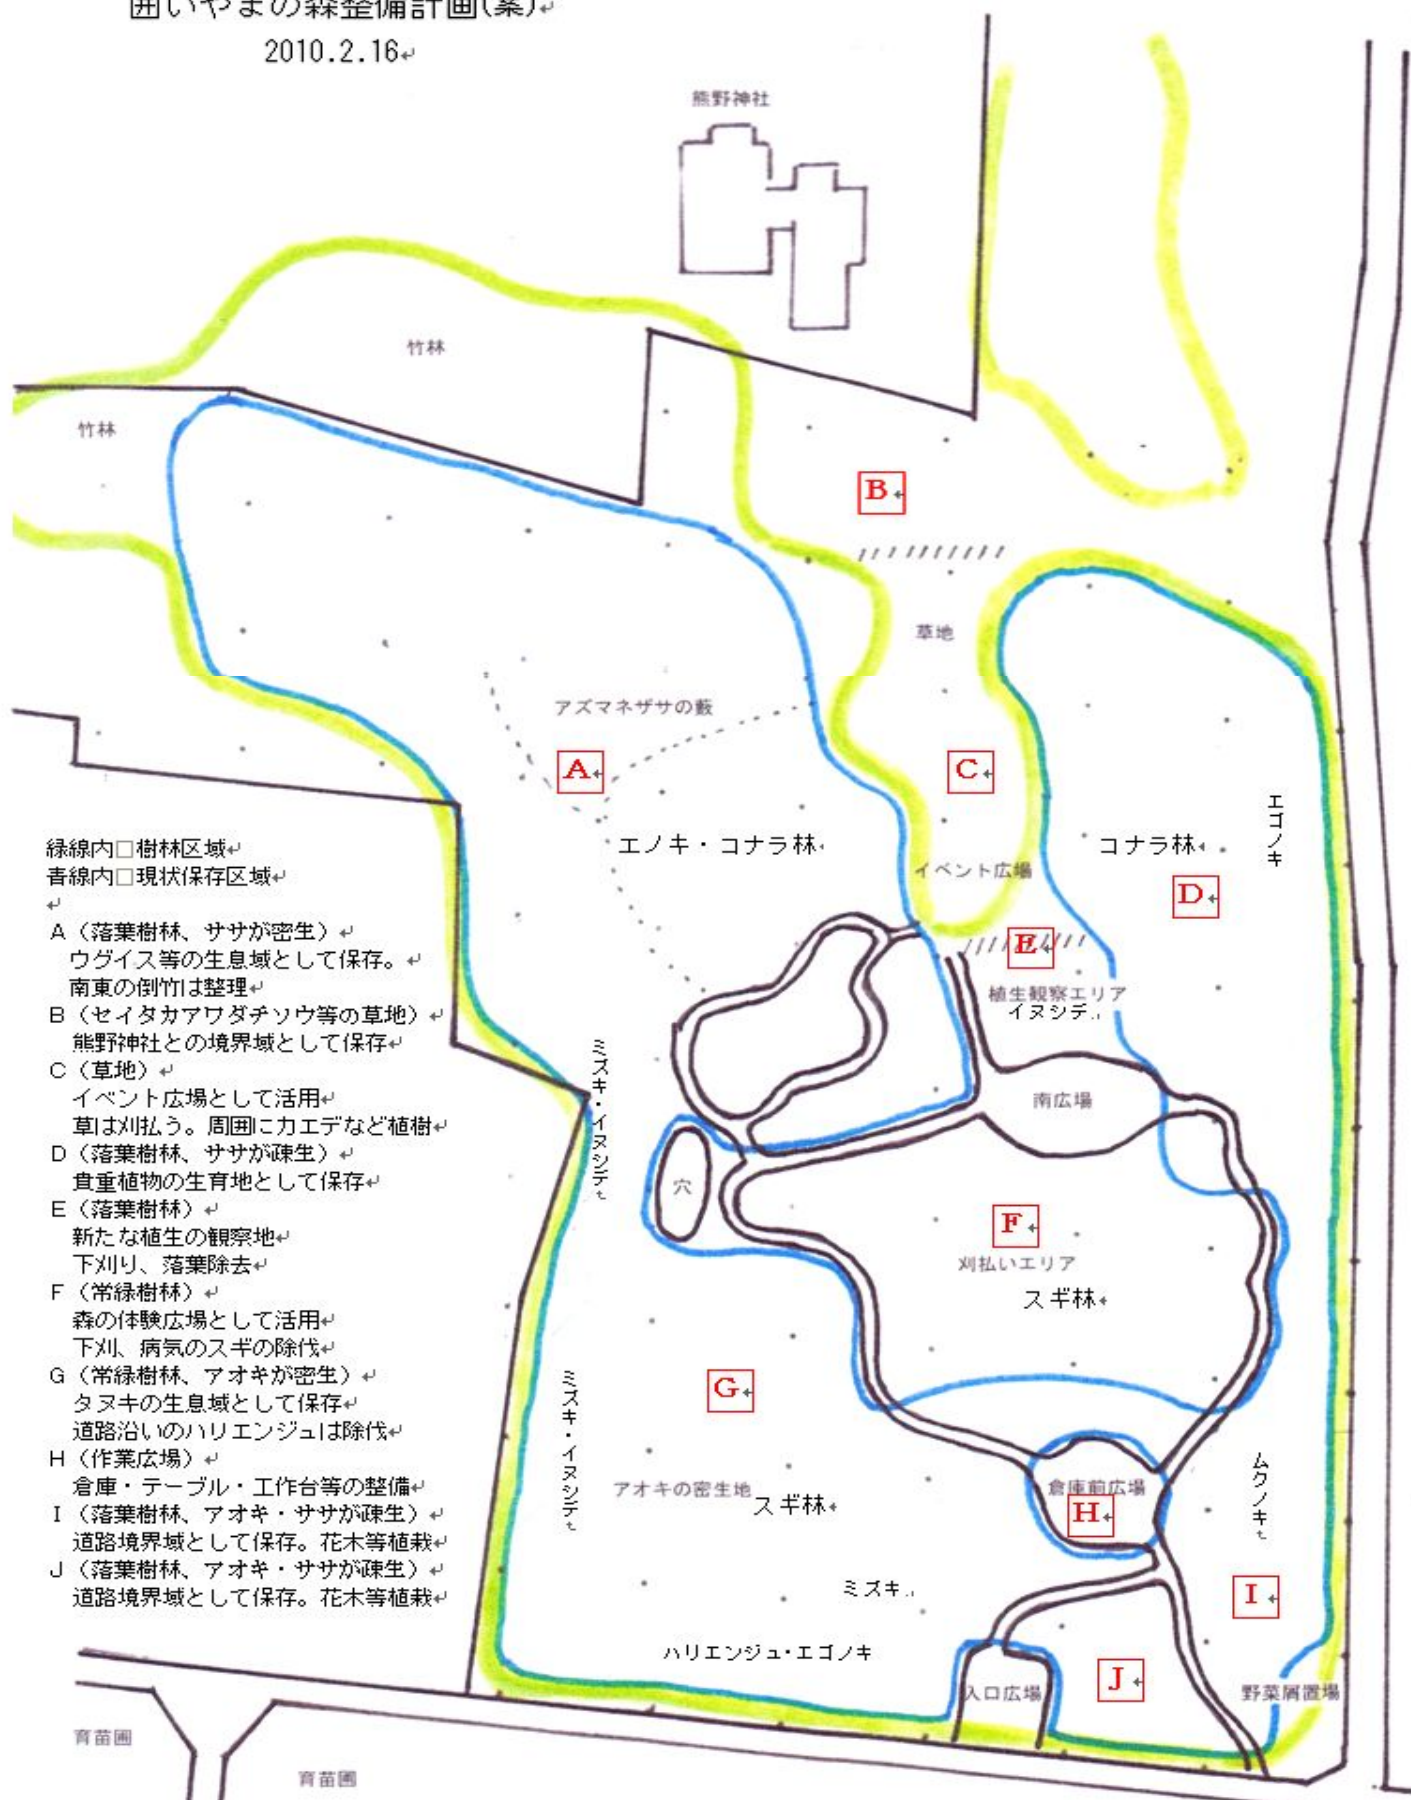 囲いやまの森整備計画(案)
2010.2.16
熊野神社
竹林
竹林
B
草地
アズマネザサの藪
A
C
エノキ・コナラ林
コナラ林
エゴノキ
イベント広場
D
E
植生観察エリア
イヌシデ
ミズキ・イヌシデ
南広場
穴
F
刈払いエリア
スギ林
G
ミズキ・イヌシデ
アオキの密生地
スギ林
倉庫前広場
H
ムクノキ
ミズキ
I
ハリエンジュ・エゴノキ
J
入口広場
野菜屑置場
育苗圃
育苗圃
緑線内□樹林区域
青線内□現状保存区域
A(落葉樹林、ササが密生)
ウグイス等の生息域として保存。
南東の倒竹は整理
B(セイタカアワダチソウ等の草地)
熊野神社との境界域として保存
C(草地)
イベント広場として活用
草は刈払う。周囲にカエデなど植樹
D(落葉樹林、ササが疎生)
貴重植物の生育地として保存
E(落葉樹林)
新たな植生の観察地
下刈り、落葉除去
F(常緑樹林)
森の体験広場として活用
下刈、病気のスギの除伐
G(常緑樹林、アオキが密生)
タヌキの生息域として保存
道路沿いのハリエンジュは除伐
H(作業広場)
倉庫・テーブル・工作台等の整備
I(落葉樹林、アオキ・ササが疎生)
道路境界域として保存。花木等植栽
J(落葉樹林、アオキ・ササが疎生)
道路境界域として保存。花木等植栽